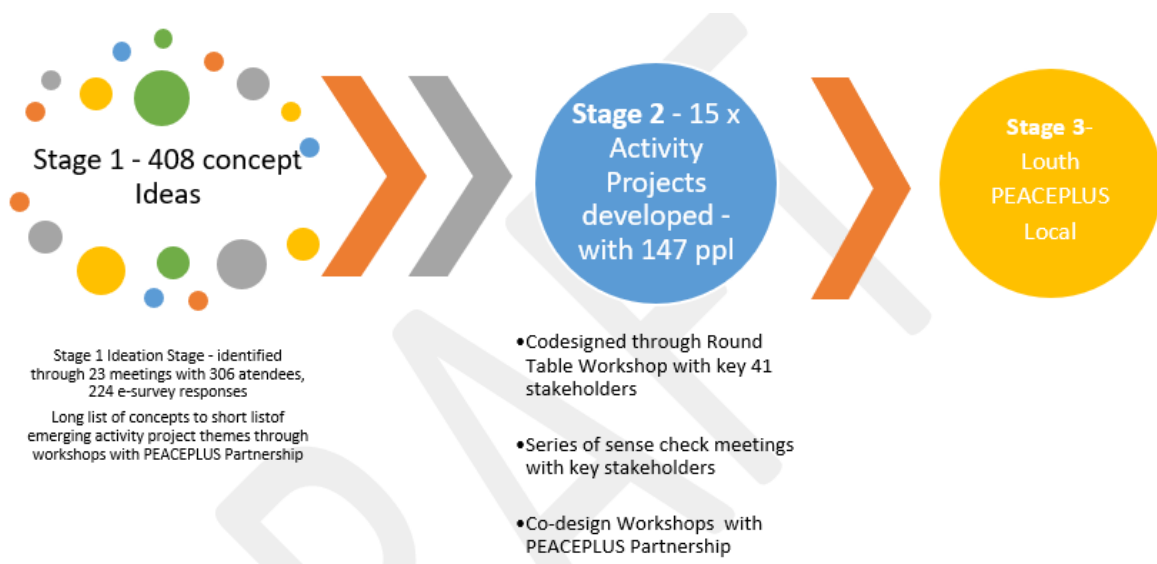 Stage 1 - 408 concept
Ideas
Stage 1 Ideation Stage - identified
through 23 meetings with 306 atendees,
224 e-survey responses
Long list of concepts to short listof
emerging activity project themes through
workshops with PEACEPLUS Partnership
Stage 2 - 15 x
Activity
Projects
developed -
with 147 ppl
•Codesigned through Round
Table Workshop with key 41
stakeholders
•Series of sense check meetings
with key stakeholders
•Co-design Workshops with
PEACEPLUS Partnership
Stage 3-
Louth
PEACEPLUS
Local
DRAFT